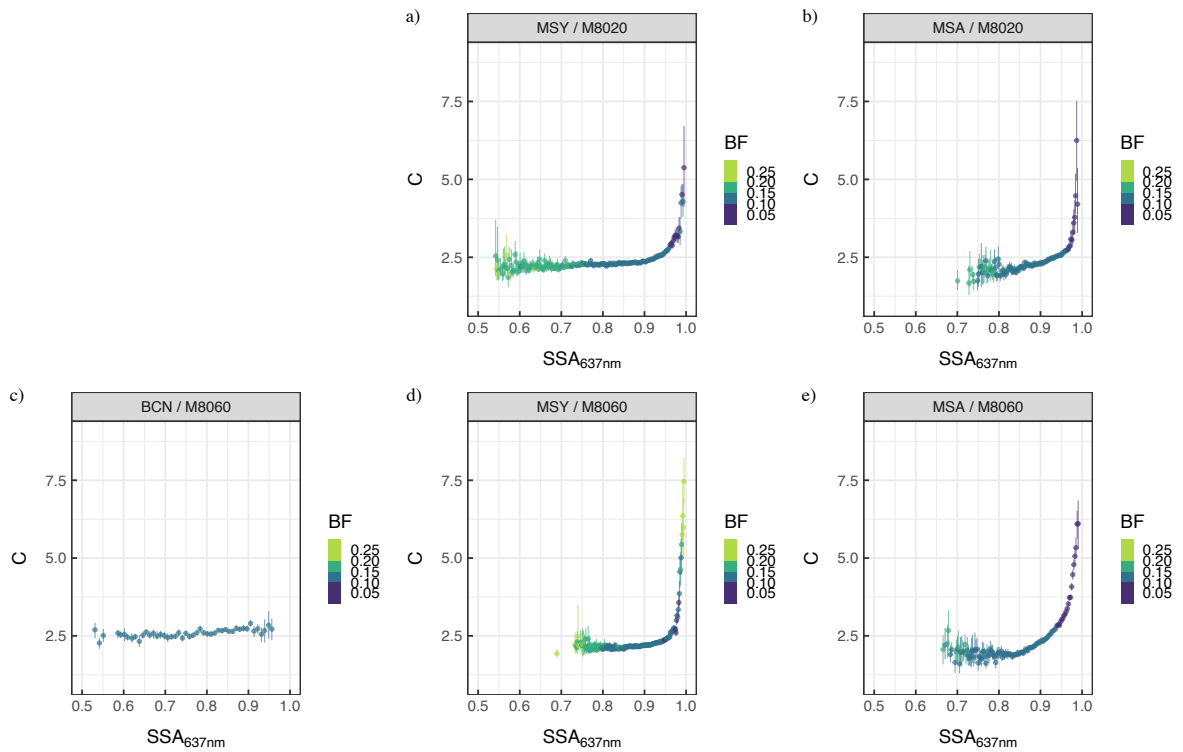 a)
MSY / M8020
7.5
5.0
2.5
C
0.5 0.6 0.7 0.8 0.9 1.0
SSA637nm
BF
0.25
0.20
0.15
0.10
0.05
b)
MSA / M8020
7.5
5.0
2.5
C
0.5 0.6 0.7 0.8 0.9 1.0
SSA637nm
BF
0.25
0.20
0.15
0.10
0.05
c)
BCN / M8060
7.5
5.0
2.5
C
0.5 0.6 0.7 0.8 0.9 1.0
SSA637nm
BF
0.25
0.20
0.15
0.10
0.05
d)
MSY / M8060
7.5
5.0
2.5
C
0.5 0.6 0.7 0.8 0.9 1.0
SSA637nm
BF
0.25
0.20
0.15
0.10
0.05
e)
MSA / M8060
7.5
5.0
2.5
C
0.5 0.6 0.7 0.8 0.9 1.0
SSA637nm
BF
0.25
0.20
0.15
0.10
0.05